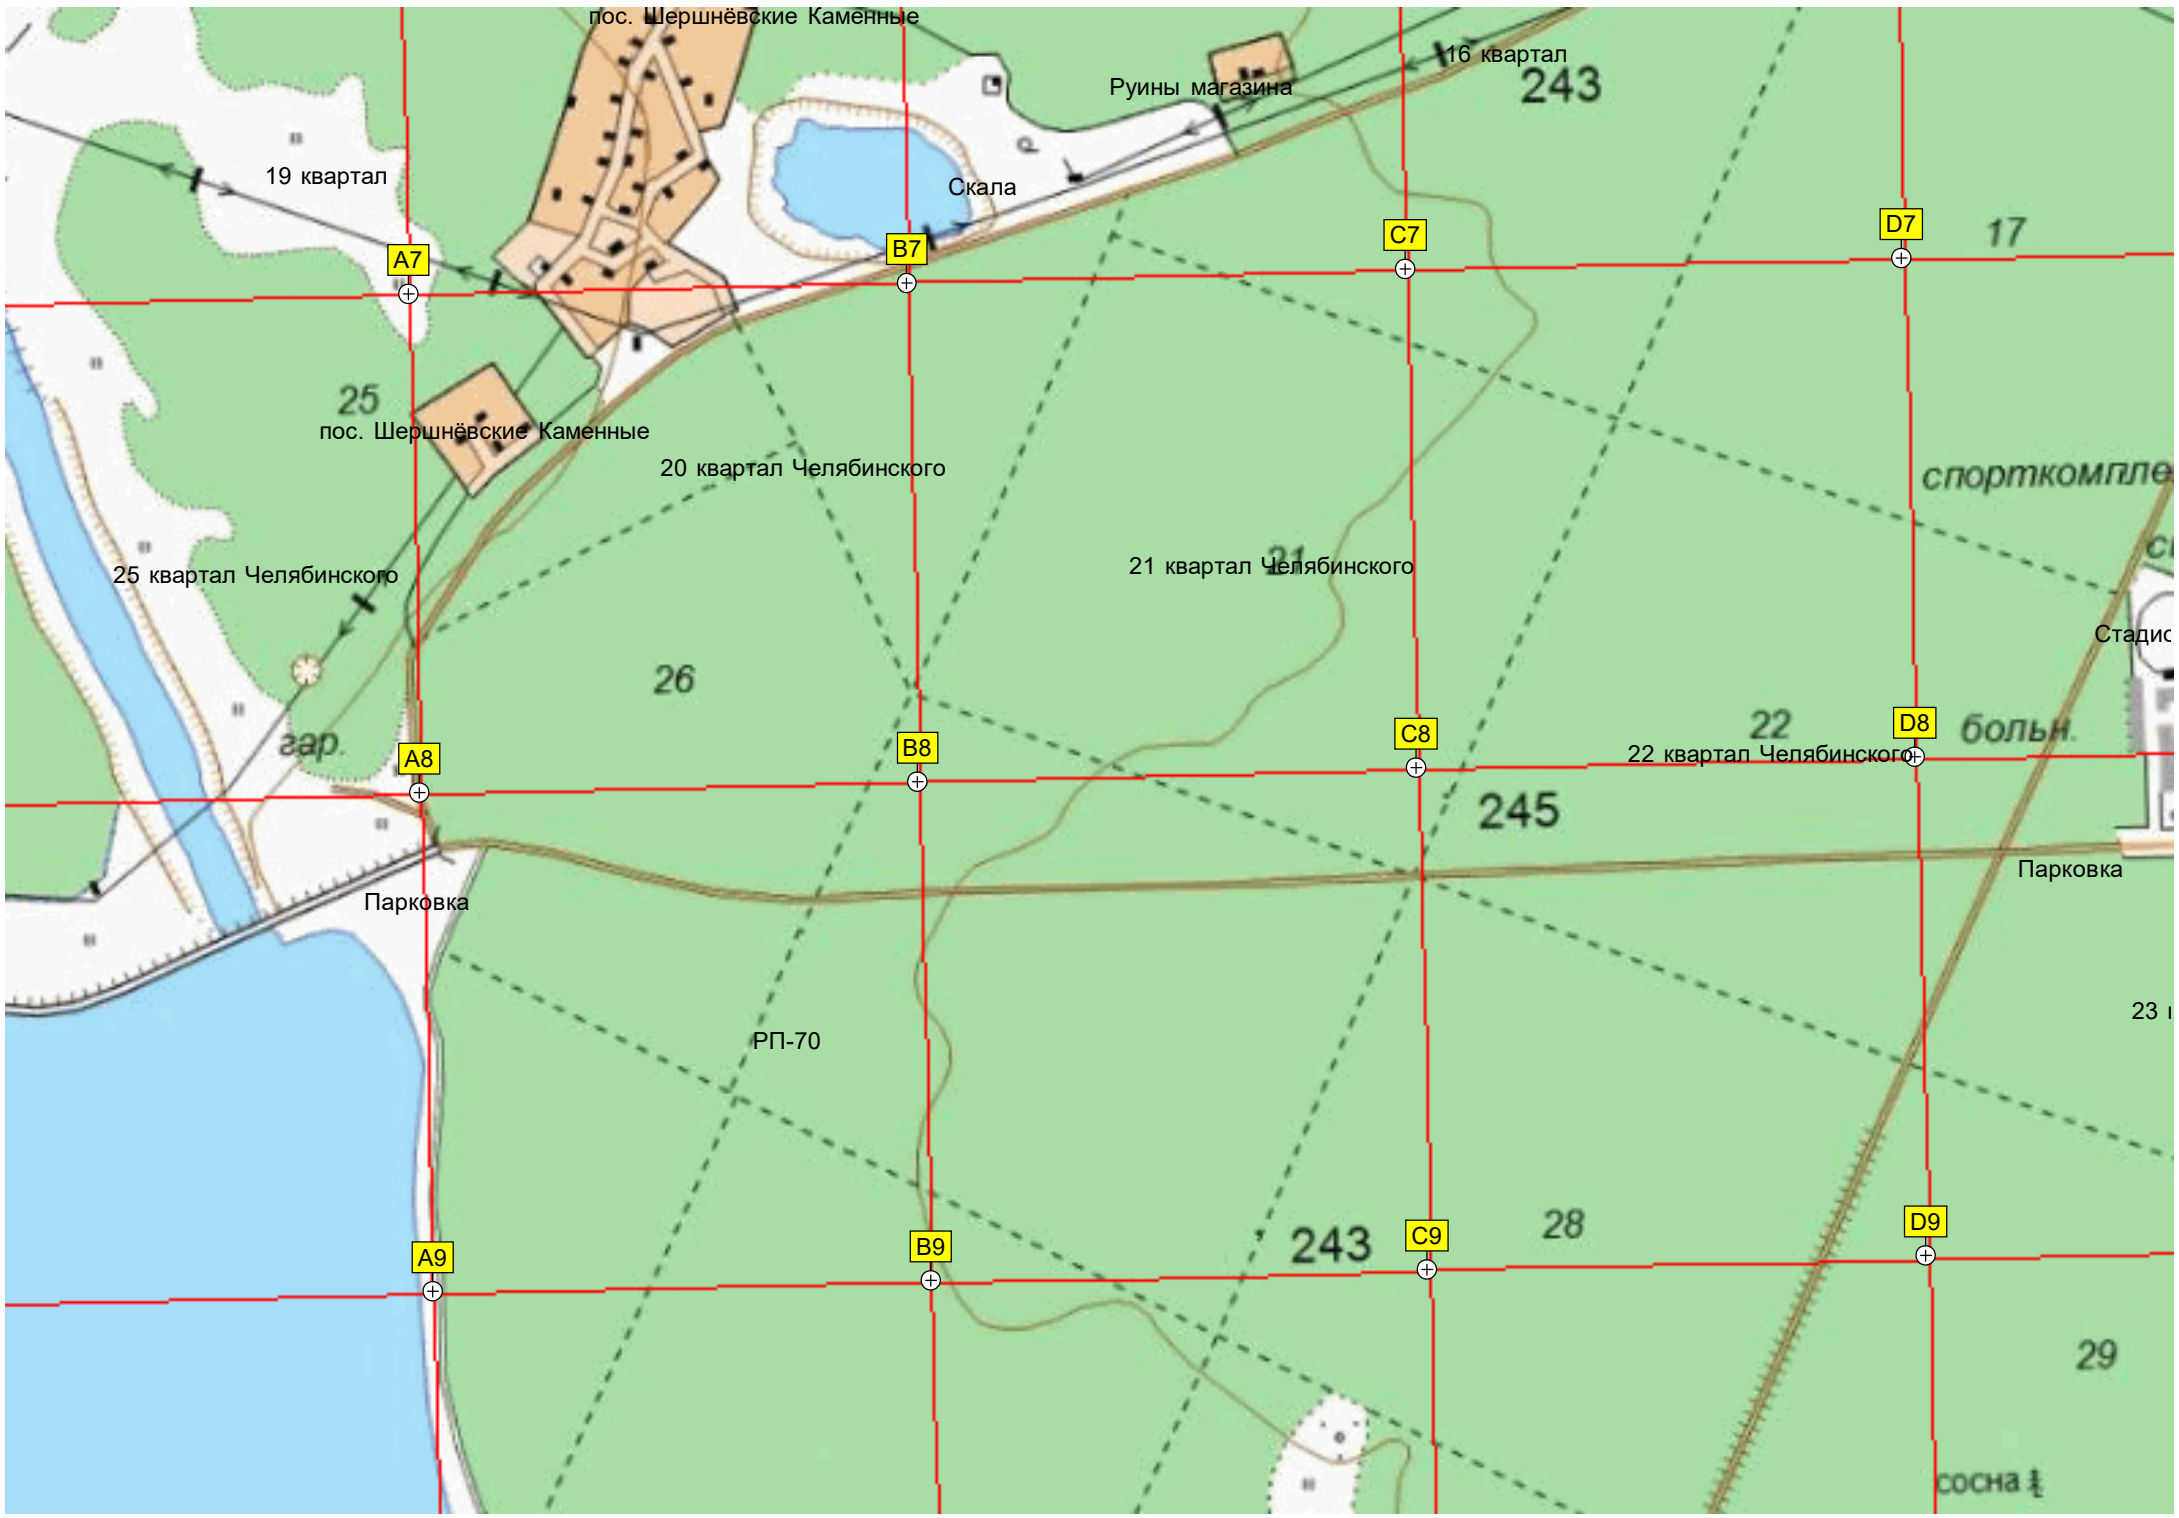 пос. Шершнёвские Каменные
16 квартал
243
Руины магазина
19 квартал
Скала
A7
B7
C7
D7
17
25
пос. Шершнёвские Каменные
20 квартал Челябинского
спорткомпле
21
21 квартал Челябинского
25 квартал Челябинского
Стадис
26
гар.
A8
B8
C8
22
D8
больн.
22 квартал Челябинского
245
Парковка
Парковка
23
РП-70
A9
B9
243
C9
28
D9
29
сосна